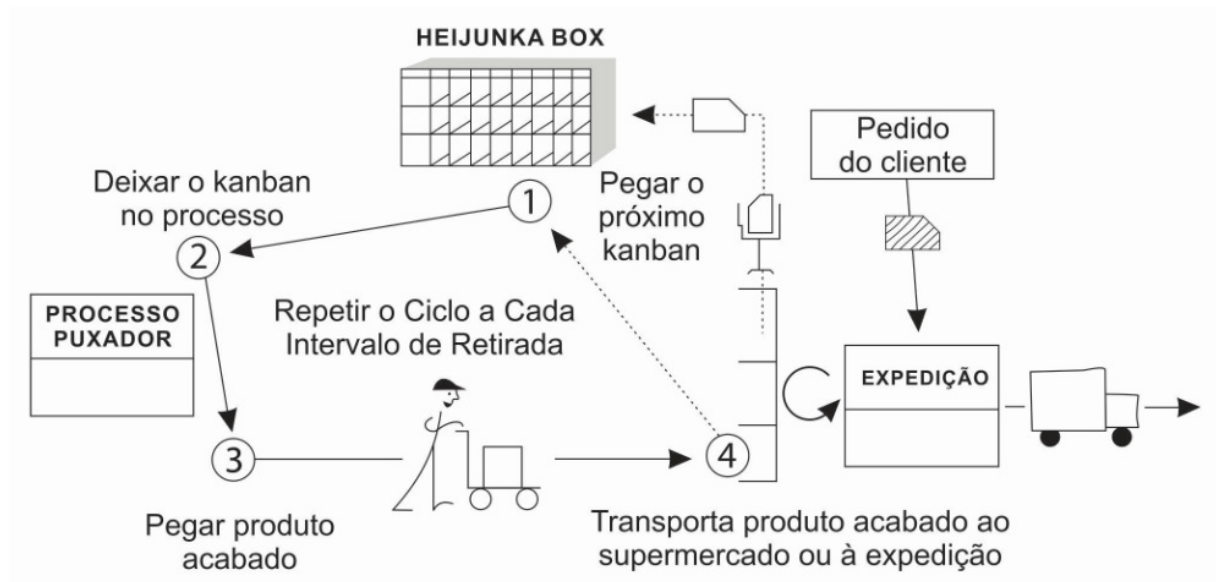 HEIJUNKA BOX
Pedido
do cliente
Deixar o kanban
no processo
1
Pegar o
próximo
kanban
2
PROCESSO
PUXADOR
Repetir o Ciclo a Cada
Intervalo de Retirada
EXPEDIÇÃO
3
4
Pegar produto
acabado
Transporta produto acabado ao
supermercado ou à expedição